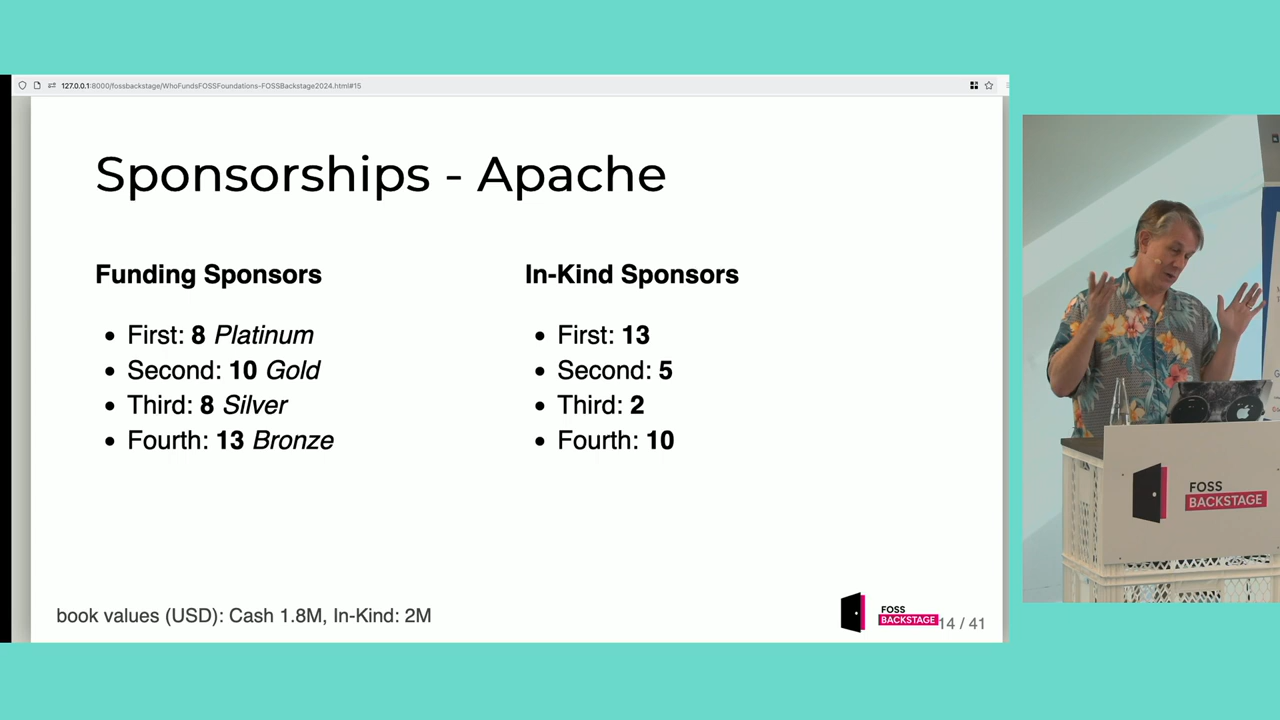 127.0.0.1:8000/fossbackstage/WhoFundsFOSSFoundations-FOSSBackstage2024.html#15
Sponsorships - Apache
Funding Sponsors
First: 8 Platinum
Second: 10 Gold
Third: 8 Silver
Fourth: 13 Bronze
In-Kind Sponsors
First: 13
Second: 5
Third: 2
Fourth: 10
book values (USD): Cash 1.8M, In-Kind: 2M
FOSS
BACKSTAGE
14 / 41
FOSS
BACKSTAGE